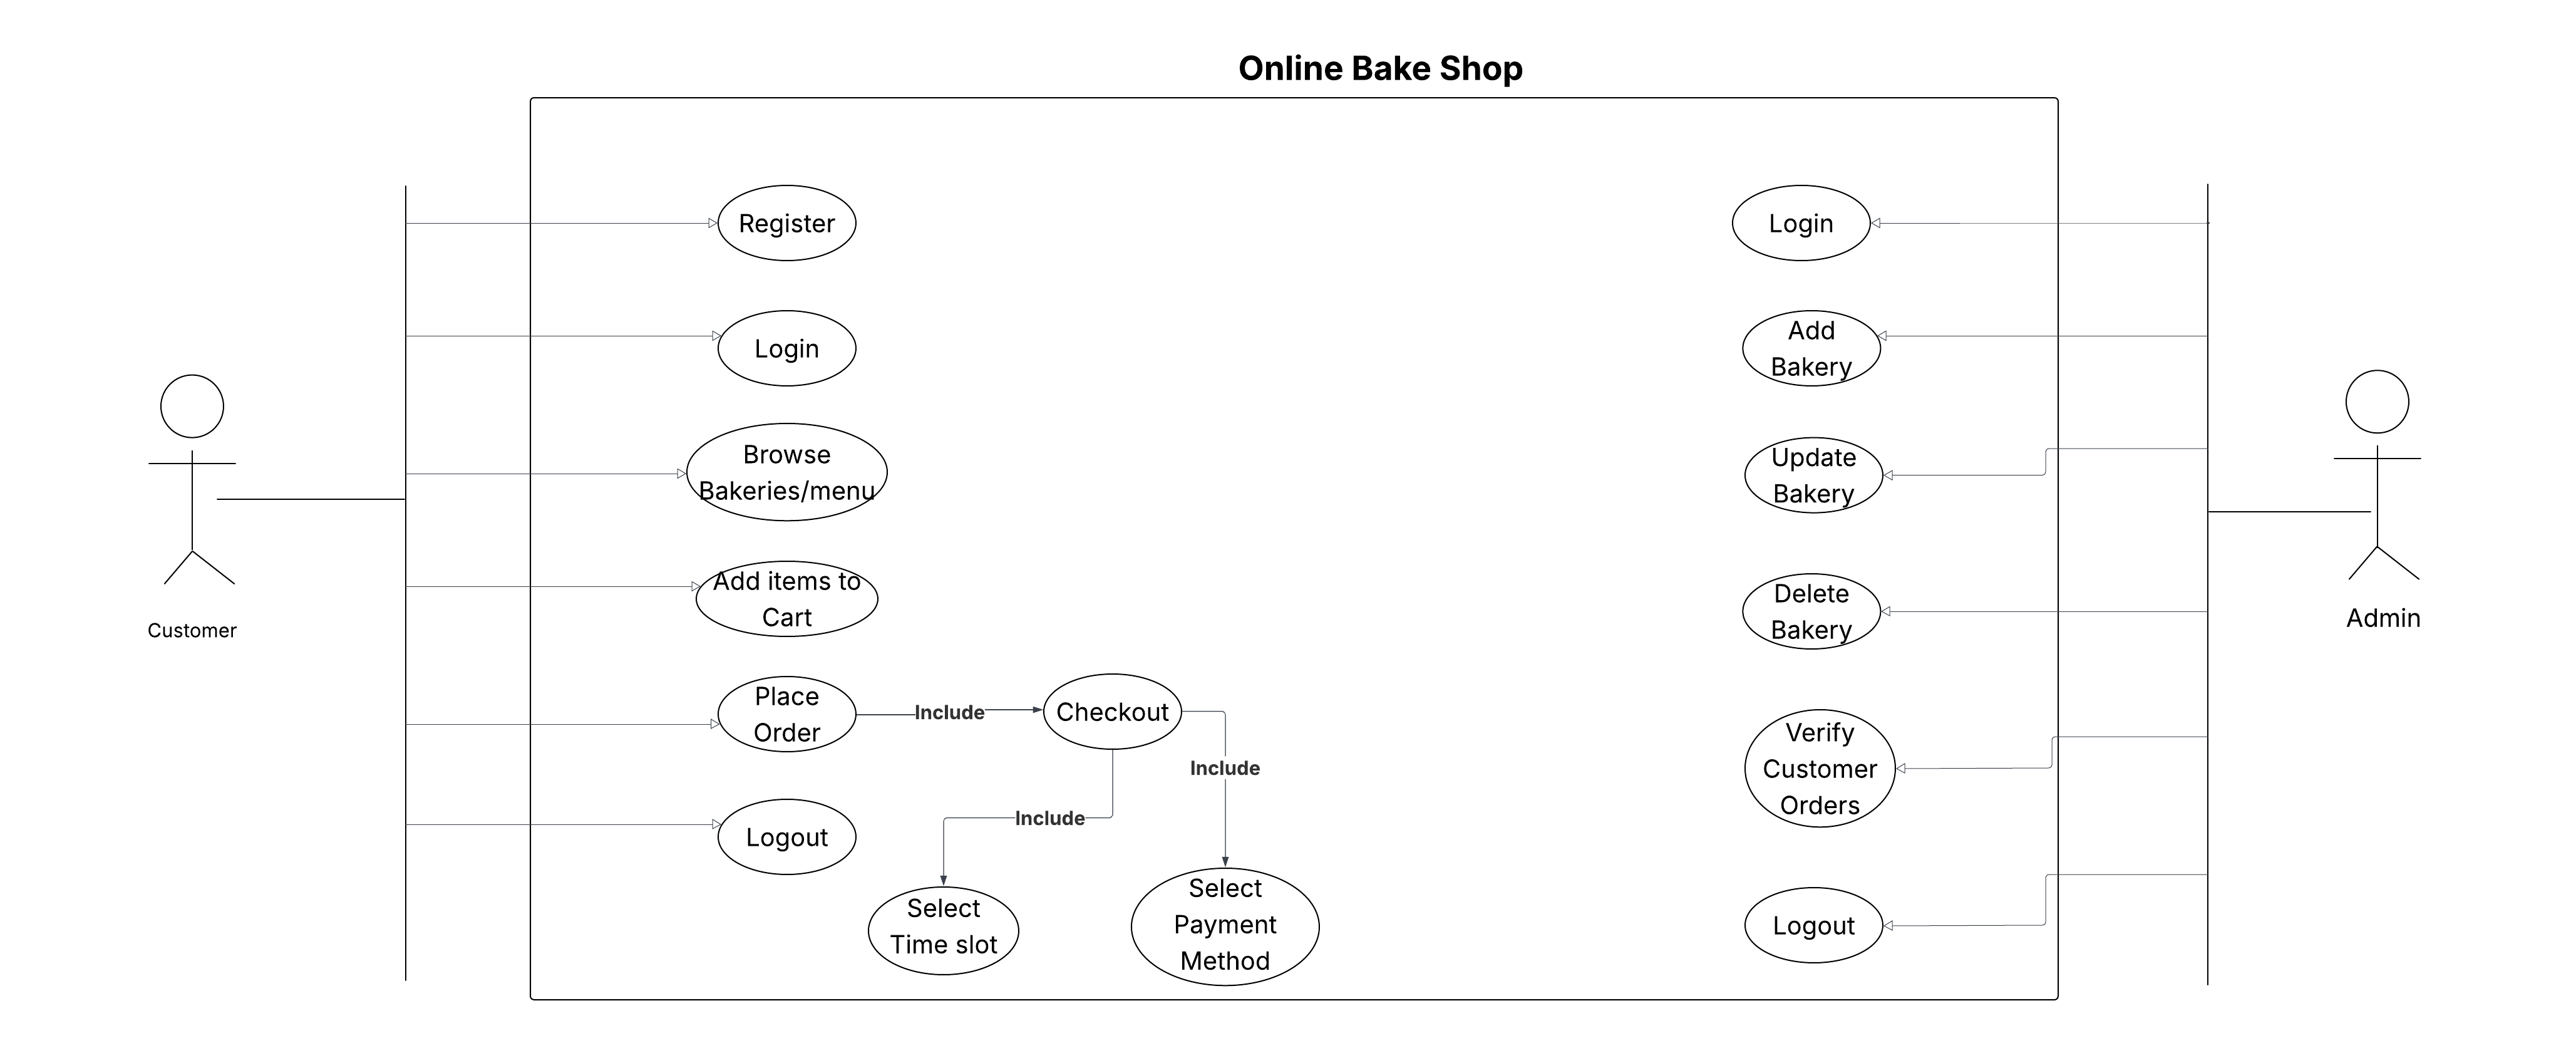 Online Bake Shop
Register
Login
Browse
Bakeries/menu
Add items to
Cart
Place
Order
Include
Checkout
Include
Include
Logout
Select
Time slot
Select
Payment
Method
Customer
Login
Add
Bakery
Update
Bakery
Delete
Bakery
Verify
Customer
Orders
Logout
Admin